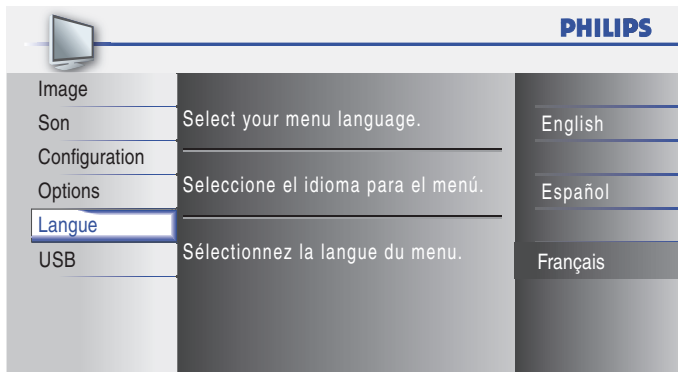 PHILIPS
Image
Son
Configuration
Options
Langue
USB
Select your menu language.
Seleccione el idioma para el menú.
Sélectionnez la langue du menu.
English
Español
Français